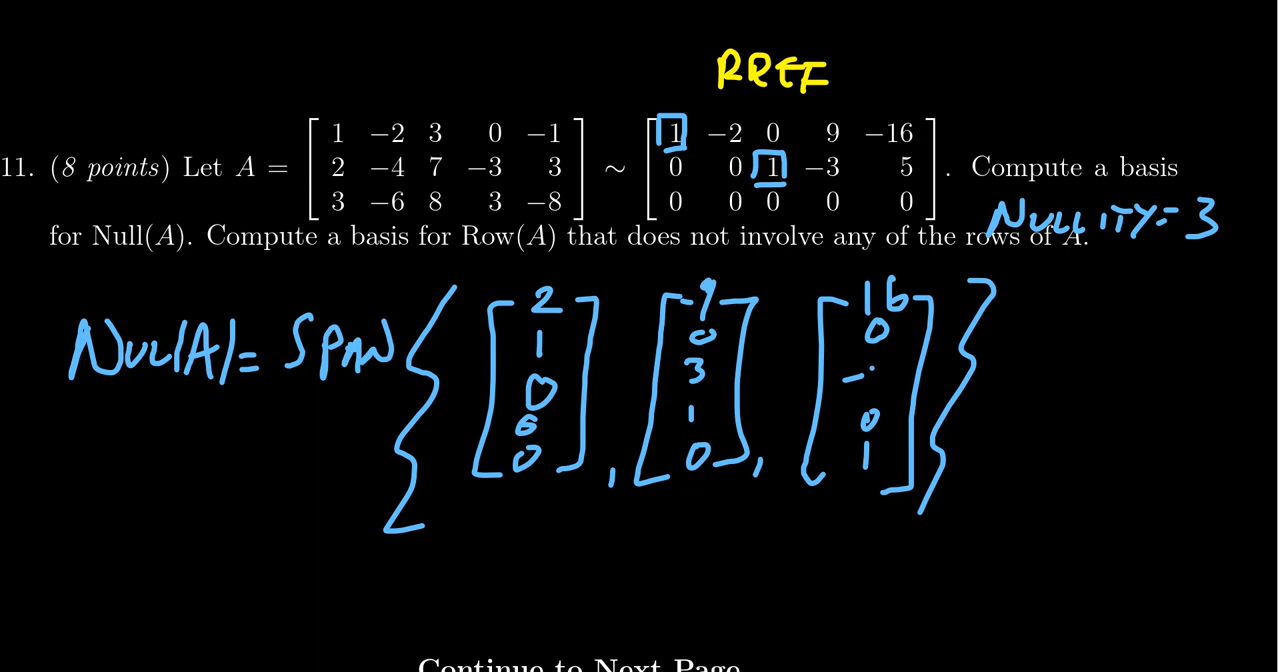 RREF
11. (8 points) Let A = [ 1 −2 3 0 −1 ] ∼ [ 1 −2 0 9 −16 ] . Compute a basis
[ 2 −4 7 −3 3 ] [ 0 0 1 −3 5 ]
[ 3 −6 8 3 −8 ] [ 0 0 0 0 0 ]
NULLITY = 3
for Null(A). Compute a basis for Row(A) that does not involve any of the rows of A.
NUL(A) = SPAN { [ 2 ] , [ -9 ] , [ 16 ] }
[ 1 ] [ 0 ] [ 0 ]
[ 0 ] [ 3 ] [ - ]
[ 0 ] [ 1 ] [ 0 ]
[ 0 ] [ 0 ] [ 1 ]
Continue to Next Page